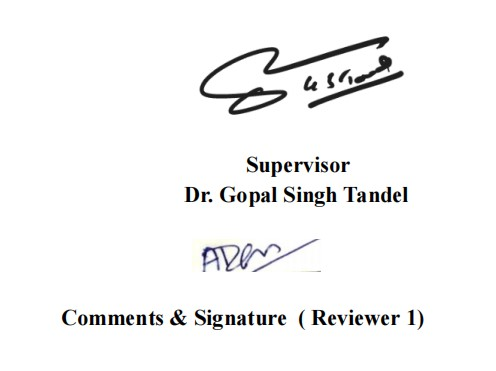 Supervisor
Dr. Gopal Singh Tandel
Comments & Signature ( Reviewer 1)